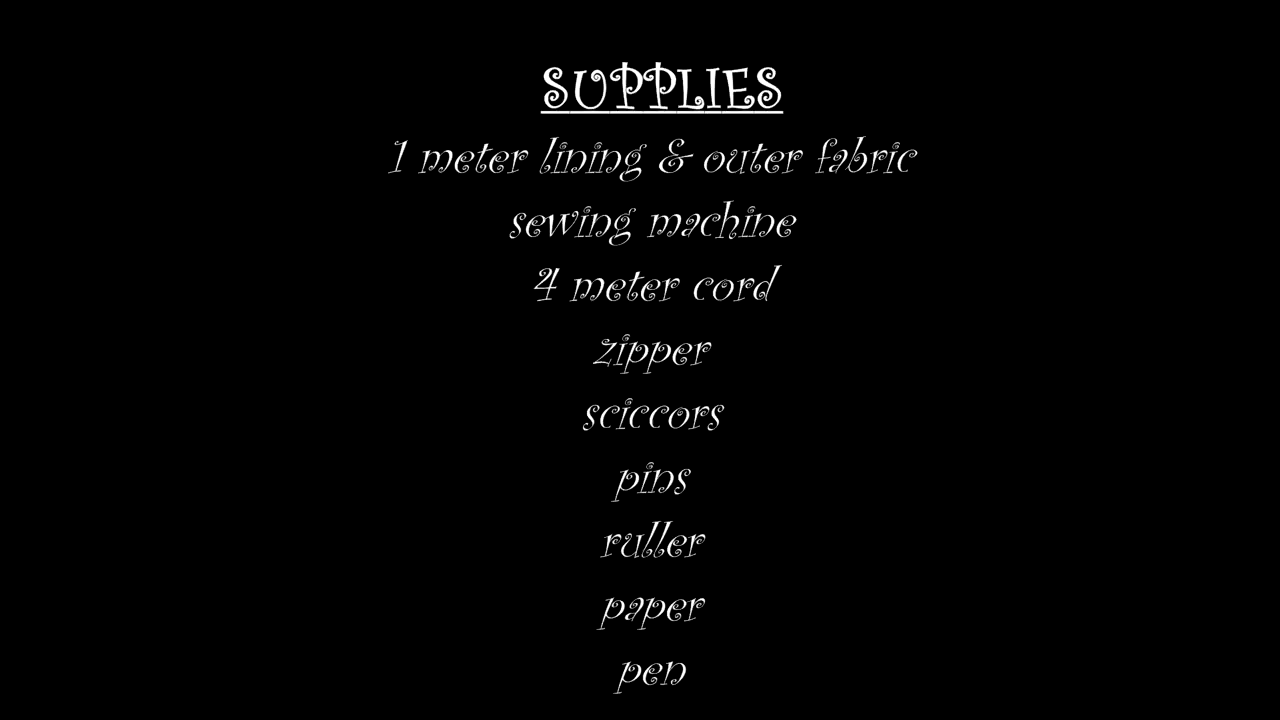 SUPPLIES
1 meter lining & outer fabric
sewing machine
4 meter cord
zipper
sciccors
pins
ruller
paper
pen